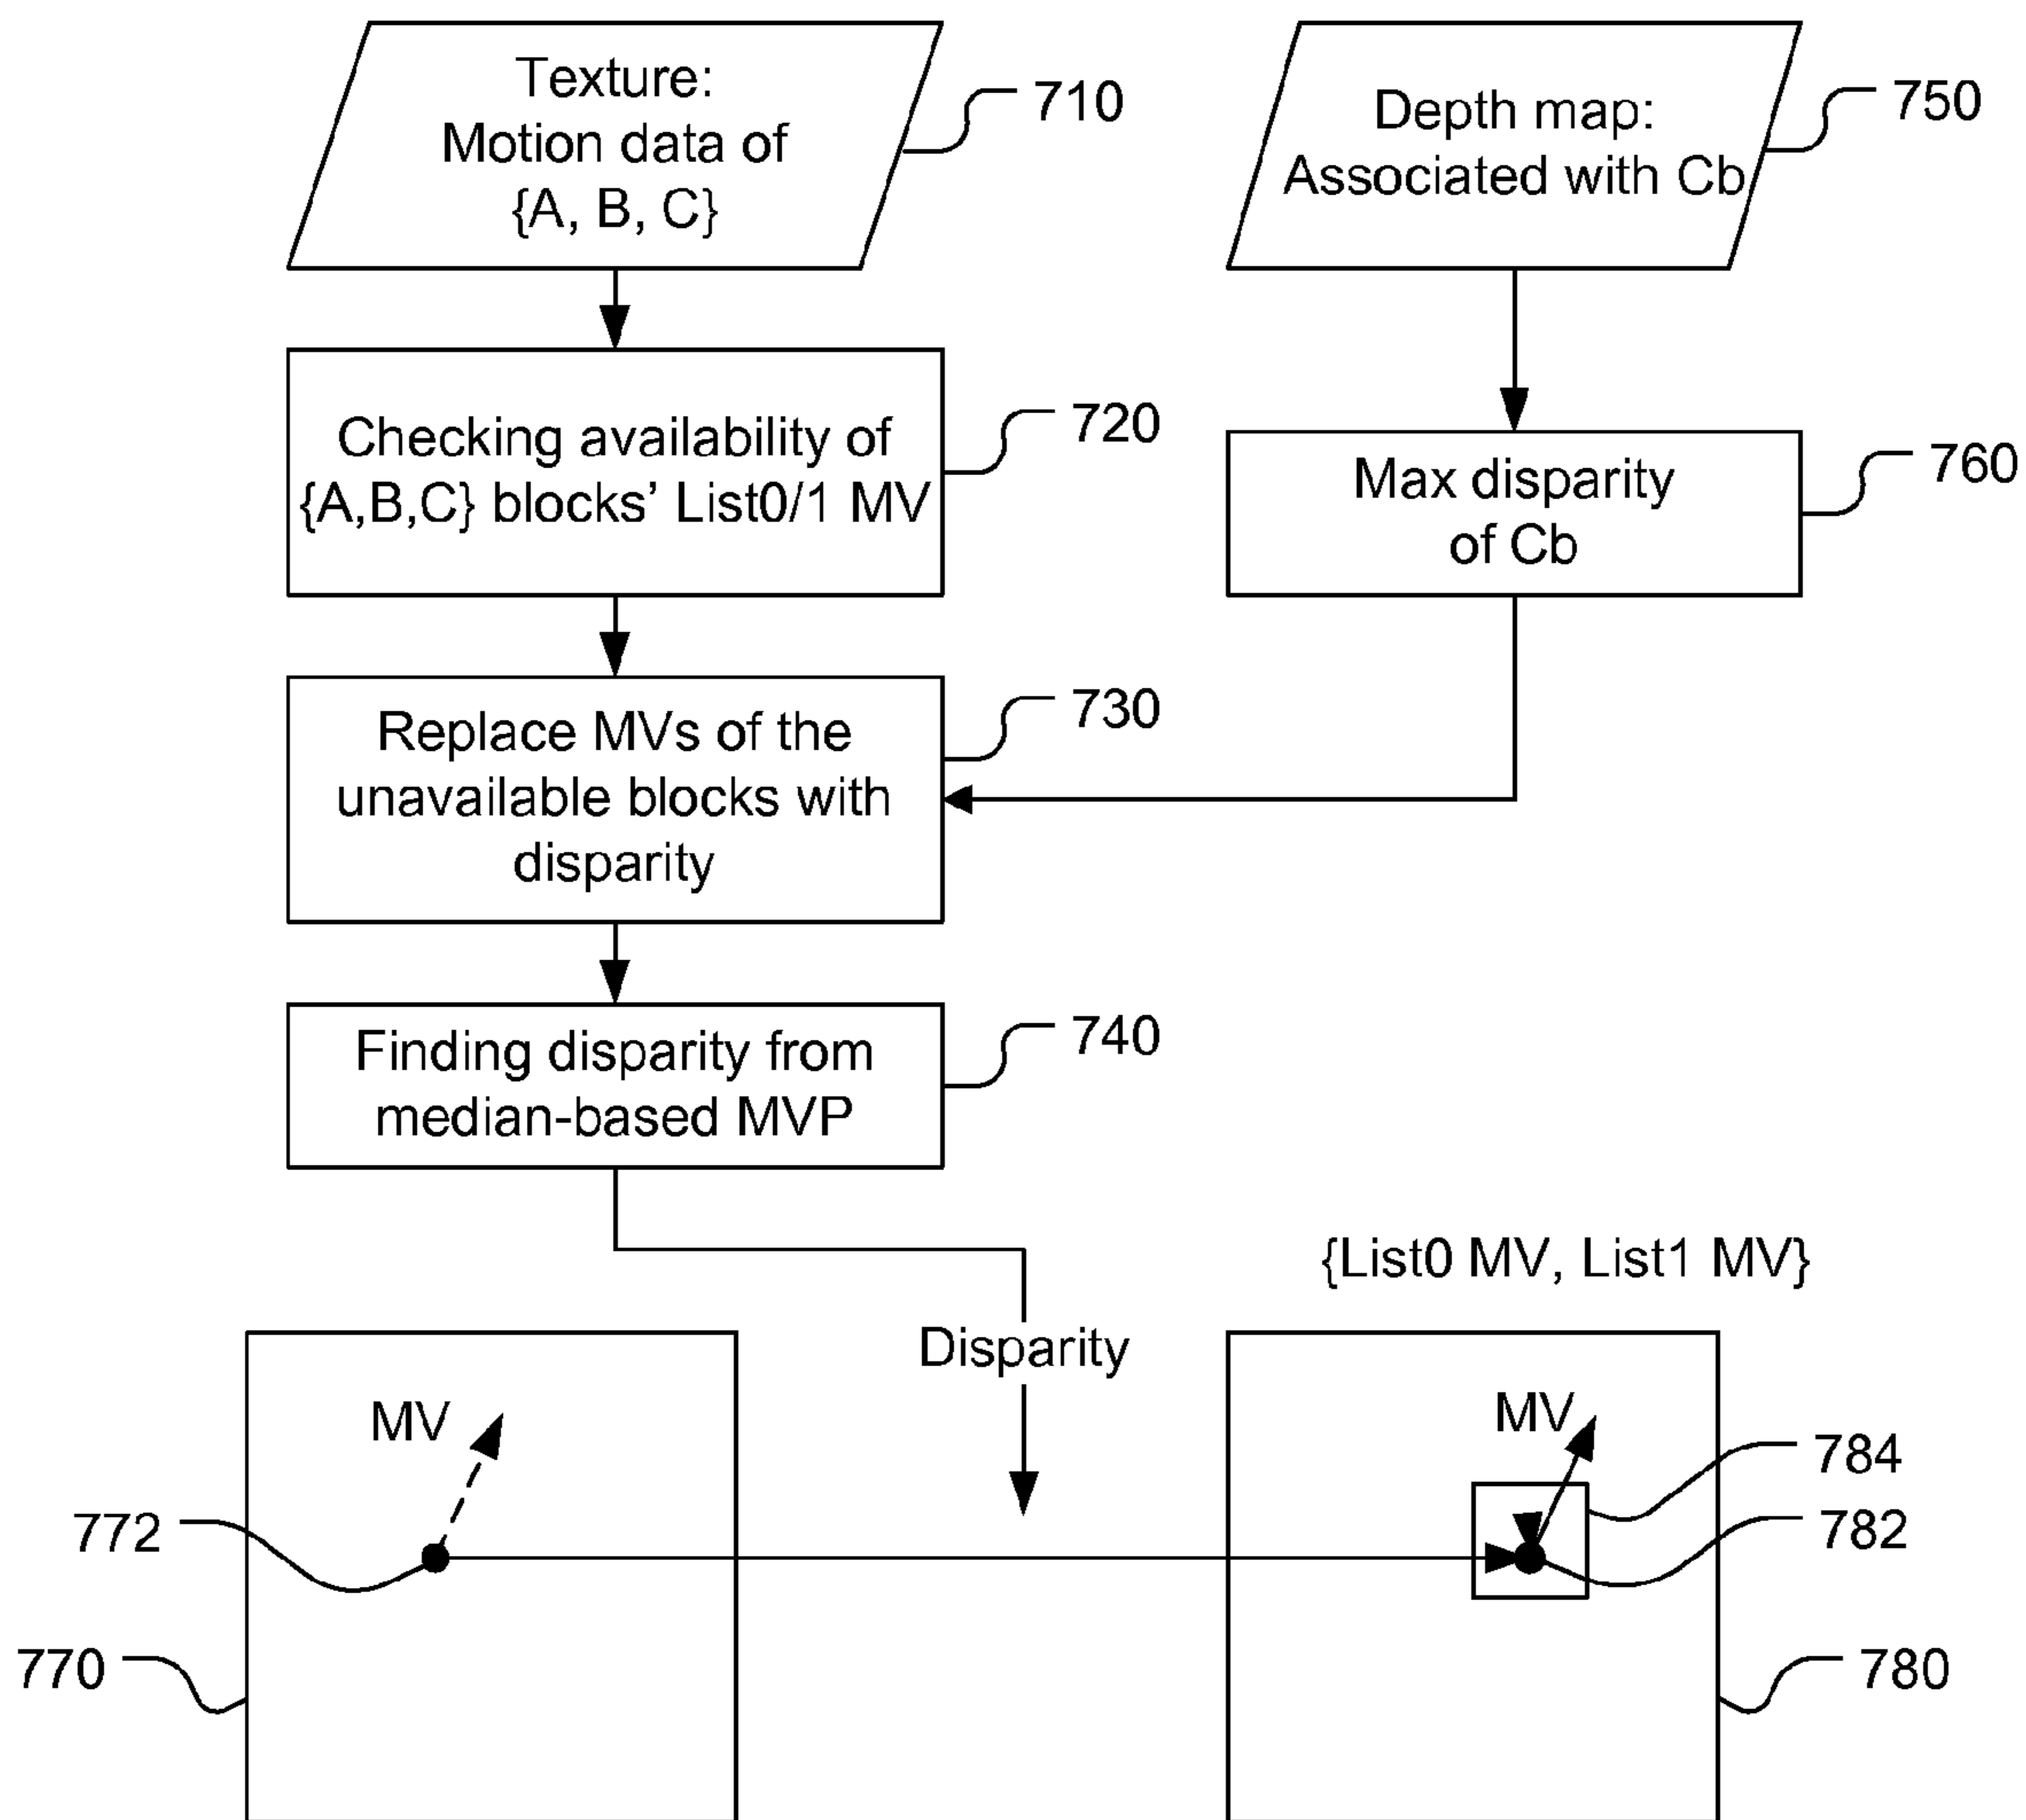 Texture:
Motion data of
{A, B, C}
710
Depth map:
Associated with Cb
750
Checking availability of
{A,B,C} blocks’ List0/1 MV
720
Max disparity
of Cb
760
Replace MVs of the
unavailable blocks with
disparity
730
Finding disparity from
median-based MVP
740
{List0 MV, List1 MV}
Disparity
MV
MV
784
772
782
770
780